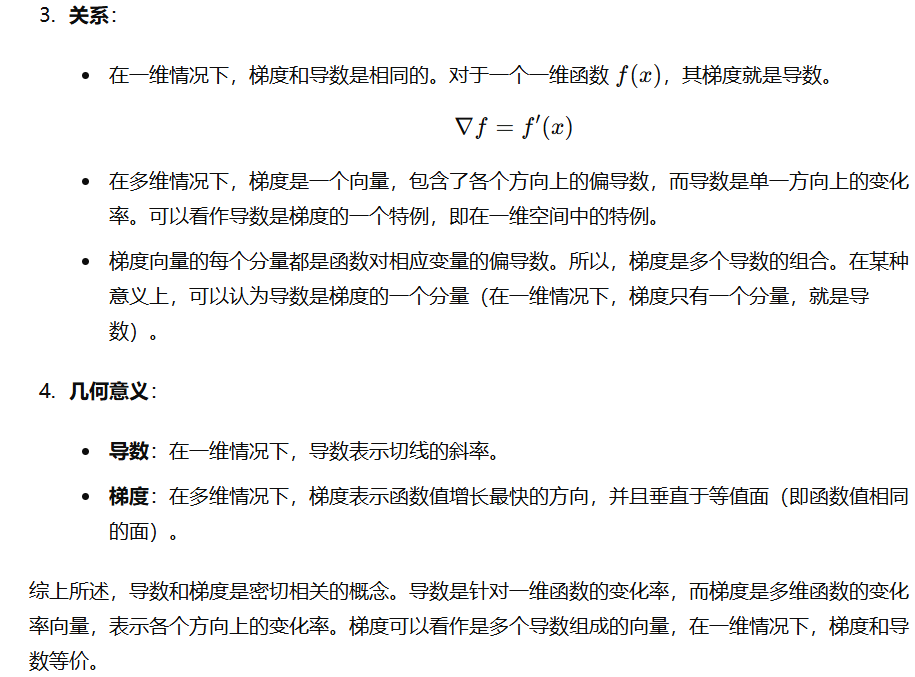 3. 关系：
• 在一维情况下，梯度和导数是相同的。对于一个一维函数 f(x)，其梯度就是导数。
∇f = f′(x)
• 在多维情况下，梯度是一个向量，包含了各个方向上的偏导数，而导数是单一方向上的变化
率。可以看作导数是梯度的一个特例，即在一维空间中的特例。
• 梯度向量的每个分量都是函数对相应变量的偏导数。所以，梯度是多个导数的组合。在某种
意义上，可以认为导数是梯度的一个分量（在一维情况下，梯度只有一个分量，就是导
数）。
4. 几何意义：
• 导数：在一维情况下，导数表示切线的斜率。
• 梯度：在多维情况下，梯度表示函数值增长最快的方向，并且垂直于等值面（即函数值相同
的面）。
综上所述，导数和梯度是密切相关的概念。导数是针对一维函数的变化率，而梯度是多维函数的变化
率向量，表示各个方向上的变化率。梯度可以看作是多个导数组成的向量，在一维情况下，梯度和导
数等价。